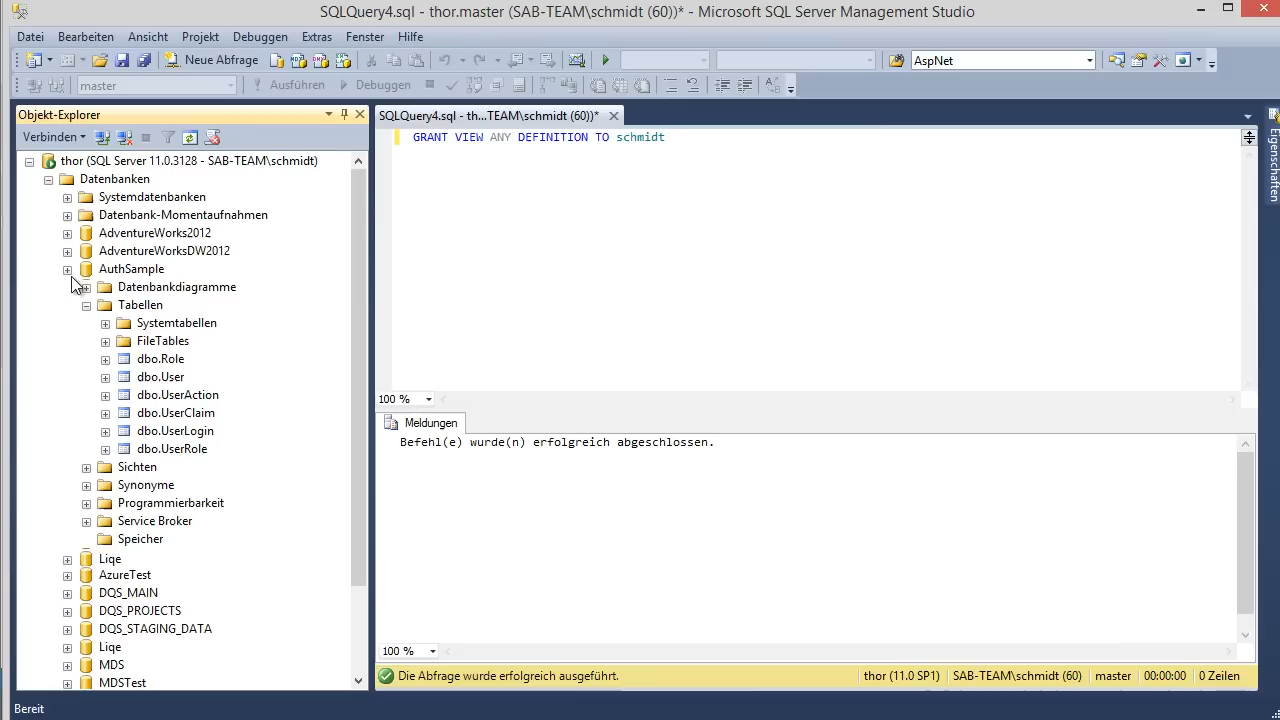 SQLQuery4.sql - thor.master (SAB-TEAM\schmidt (60))* - Microsoft SQL Server Management Studio
Datei Bearbeiten Ansicht Projekt Debuggen Extras Fenster Hilfe
Neue Abfrage AspNet
master Ausführen Debuggen
Objekt-Explorer
Verbinden
thor (SQL Server 11.0.3128 - SAB-TEAM\schmidt)
Datenbanken
Systemdatenbanken
Datenbank-Momentaufnahmen
AdventureWorks2012
AdventureWorksDW2012
AuthSample
Datenbankdiagramme
Tabellen
Systemtabellen
FileTables
dbo.Role
dbo.User
dbo.UserAction
dbo.UserClaim
dbo.UserLogin
dbo.UserRole
Sichten
Synonyme
Programmierbarkeit
Service Broker
Speicher
Liqe
AzureTest
DQS_MAIN
DQS_PROJECTS
DQS_STAGING_DATA
Liqe
MDS
MDSTest
SQLQuery4.sql - th...TEAM\schmidt (60))*
GRANT VIEW ANY DEFINITION TO schmidt
100 %
Meldungen
Befehl(e) wurde(n) erfolgreich abgeschlossen.
100 %
Die Abfrage wurde erfolgreich ausgeführt. thor (11.0 SP1) SAB-TEAM\schmidt (60) master 00:00:00 0 Zeilen
Eigenschaften
Bereit